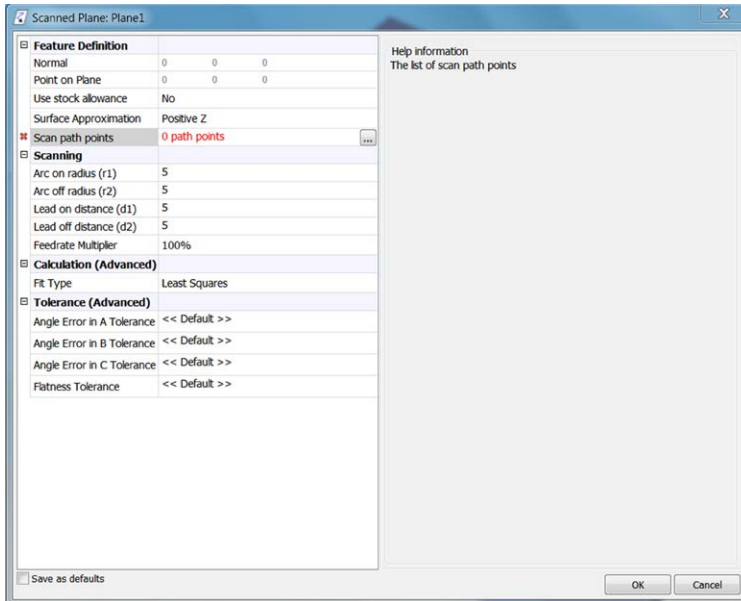 Scanned Plane: Plane1
Feature Definition
Normal 0 0 0
Point on Plane 0 0 0
Use stock allowance No
Surface Approximation Positive Z
Scan path points 0 path points ...
Scanning
Arc on radius (r1) 5
Arc off radius (r2) 5
Lead on distance (d1) 5
Lead off distance (d2) 5
Feedrate Multiplier 100%
Calculation (Advanced)
Fit Type Least Squares
Tolerance (Advanced)
Angle Error in A Tolerance << Default >>
Angle Error in B Tolerance << Default >>
Angle Error in C Tolerance << Default >>
Flatness Tolerance << Default >>
Help information
The list of scan path points
Save as defaults
OK Cancel